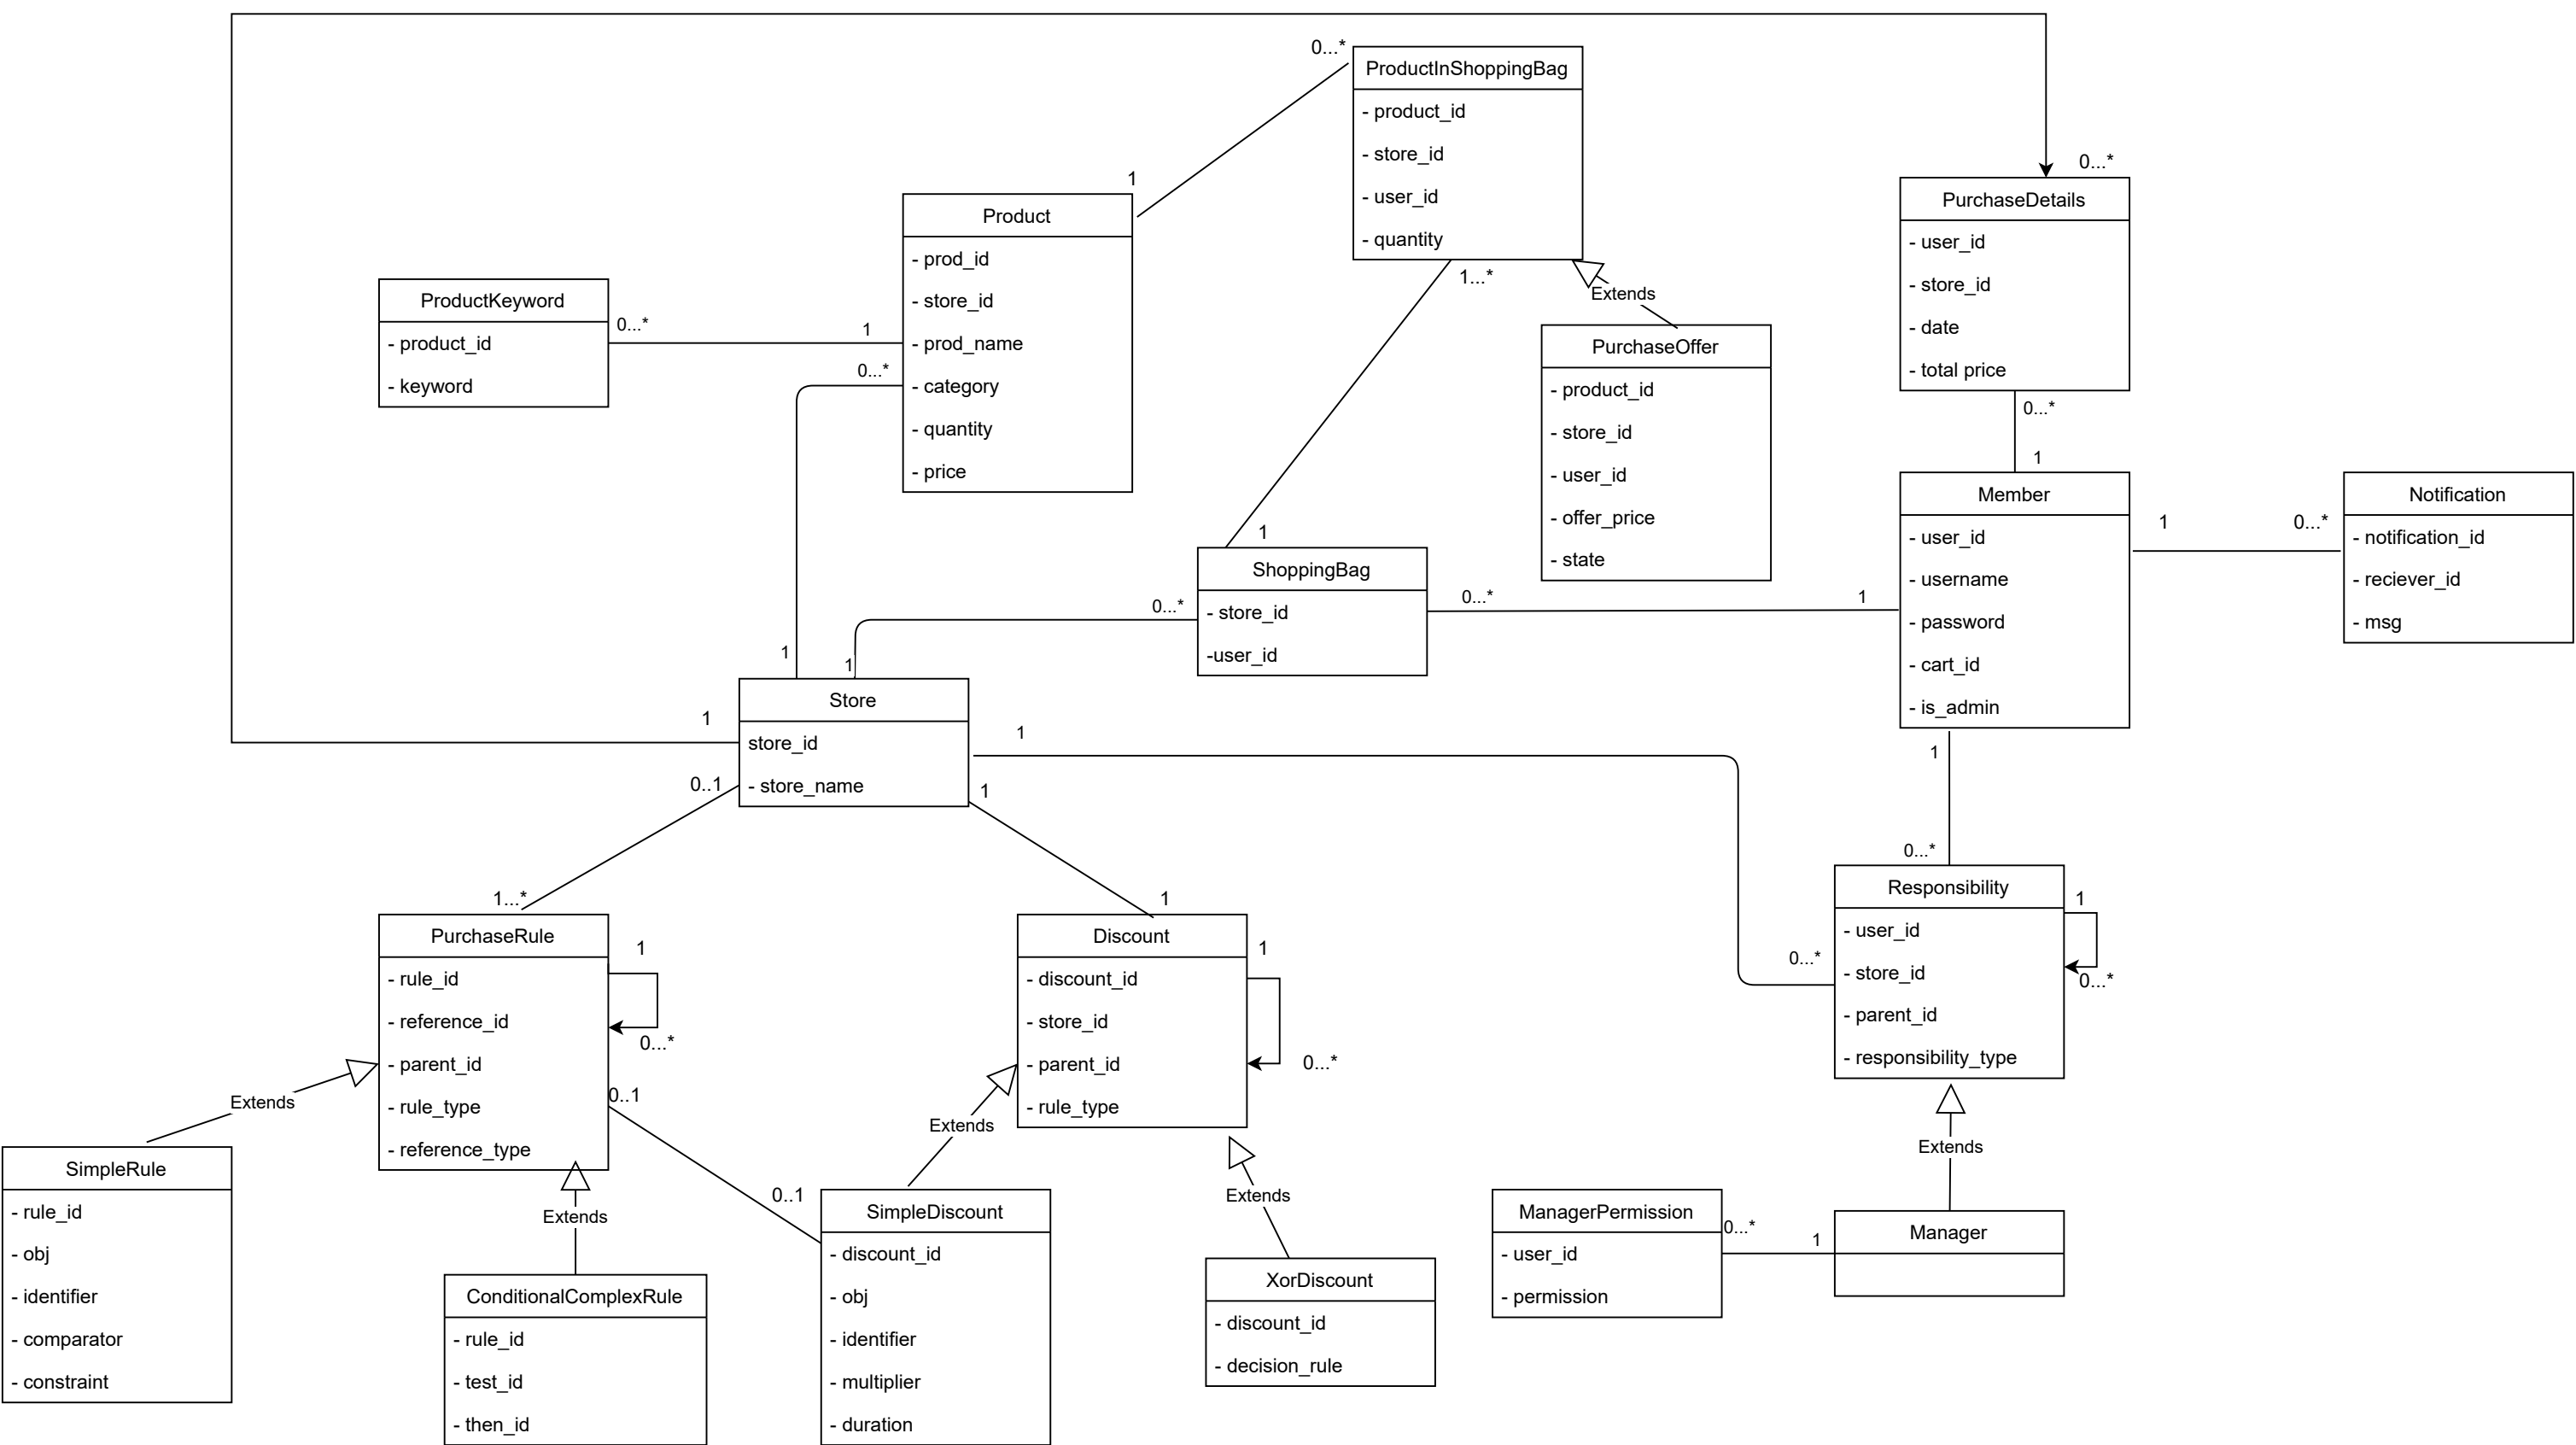 0...*
ProductInShoppingBag
- product_id
- store_id
- user_id
- quantity
1...*
Extends
0...*
PurchaseDetails
- user_id
- store_id
- date
- total price
0...*
1
Product
- prod_id
- store_id
- prod_name
- category
- quantity
- price
ProductKeyword
- product_id
- keyword
0...*
1
0...*
PurchaseOffer
- product_id
- store_id
- user_id
- offer_price
- state
1
Member
- user_id
- username
- password
- cart_id
- is_admin
1
0...*
Notification
- notification_id
- reciever_id
- msg
1
ShoppingBag
- store_id
-user_id
0...*
0...*
1
1
1
Store
store_id
- store_name
1
1
0..1
1
1
0...*
Responsibility
- user_id
- store_id
- parent_id
- responsibility_type
1
0...*
0...*
1...*
PurchaseRule
- rule_id
- reference_id
- parent_id
- rule_type
- reference_type
1
0...*
0..1
1
Discount
- discount_id
- store_id
- parent_id
- rule_type
1
0...*
Extends
Extends
Extends
SimpleRule
- rule_id
- obj
- identifier
- comparator
- constraint
Extends
ConditionalComplexRule
- rule_id
- test_id
- then_id
0..1
SimpleDiscount
- discount_id
- obj
- identifier
- multiplier
- duration
Extends
XorDiscount
- discount_id
- decision_rule
ManagerPermission
- user_id
- permission
0...*
1
Manager